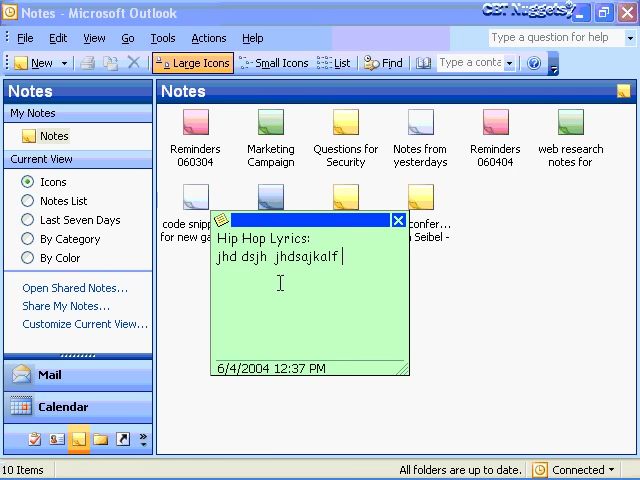 Notes - Microsoft Outlook
CBT Nuggets
File Edit View Go Tools Actions Help
Type a question for help
New Large Icons Small Icons List Find Type a conta
Notes
My Notes
Notes
Current View
Icons
Notes List
Last Seven Days
By Category
By Color
Open Shared Notes...
Share My Notes...
Customize Current View...
Mail
Calendar
Notes
Reminders
060304
Marketing
Campaign
Questions for
Security
Notes from
yesterdays
Reminders
060404
web research
notes for
code snipp
for new ga
confer...
Seibel -
Hip Hop Lyrics:
jhd dsjh jhdsajkalf
6/4/2004 12:37 PM
10 Items
All folders are up to date.
Connected